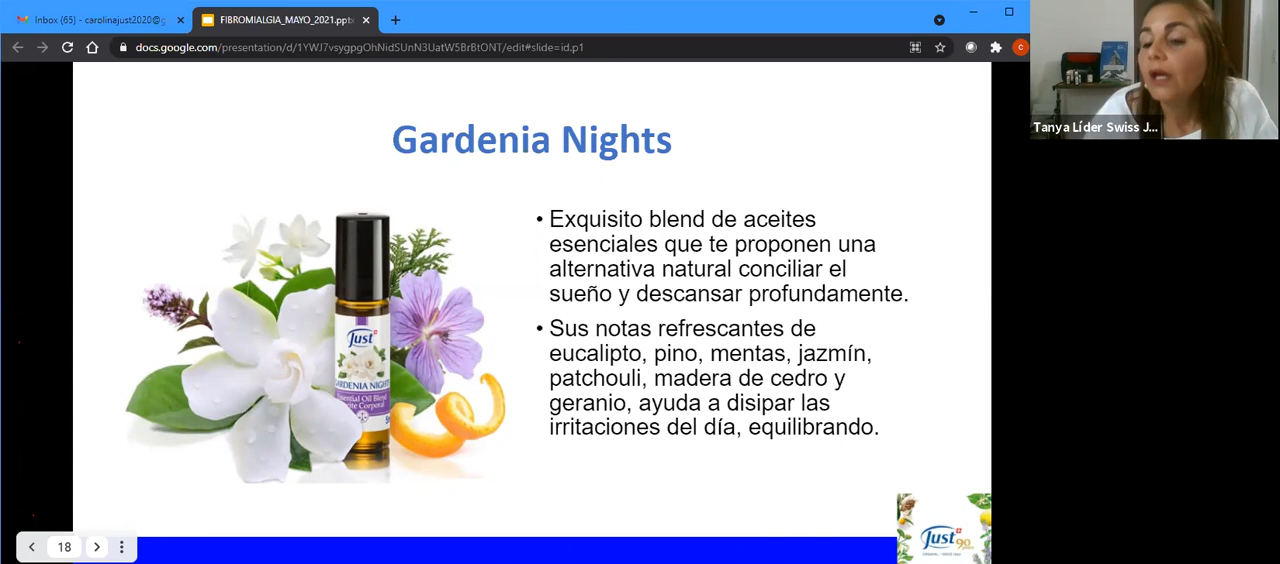 Inbox (65) - carolinajust2020@g
FIBROMIALGIA_MAYO_2021.pptx
docs.google.com/presentation/d/1YWJ7vsygpgOhNidSUnN3UatW5BrBtONT/edit#slide=id.p1
C
Tanya Líder Swiss J...
Gardenia Nights
• Exquisito blend de aceites
esenciales que te proponen una
alternativa natural conciliar el
sueño y descansar profundamente.
• Sus notas refrescantes de
eucalipto, pino, mentas, jazmín,
patchouli, madera de cedro y
geranio, ayuda a disipar las
irritaciones del día, equilibrando.
Just
GARDENIA NIGHTS
Essential Oil Blend
Corporal
18
Just
90